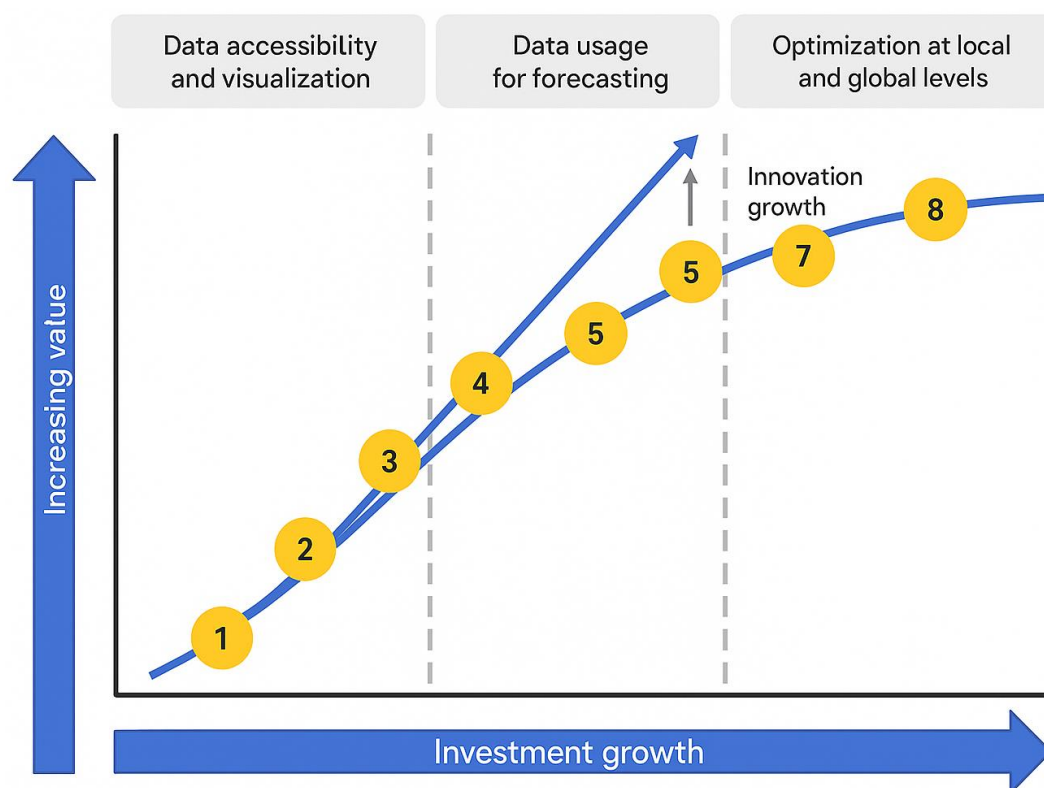 Data accessibility
and visualization
Data usage
for forecasting
Optimization at local
and global levels
Increasing value
Innovation
growth
8
7
5
5
4
3
2
1
Investment growth